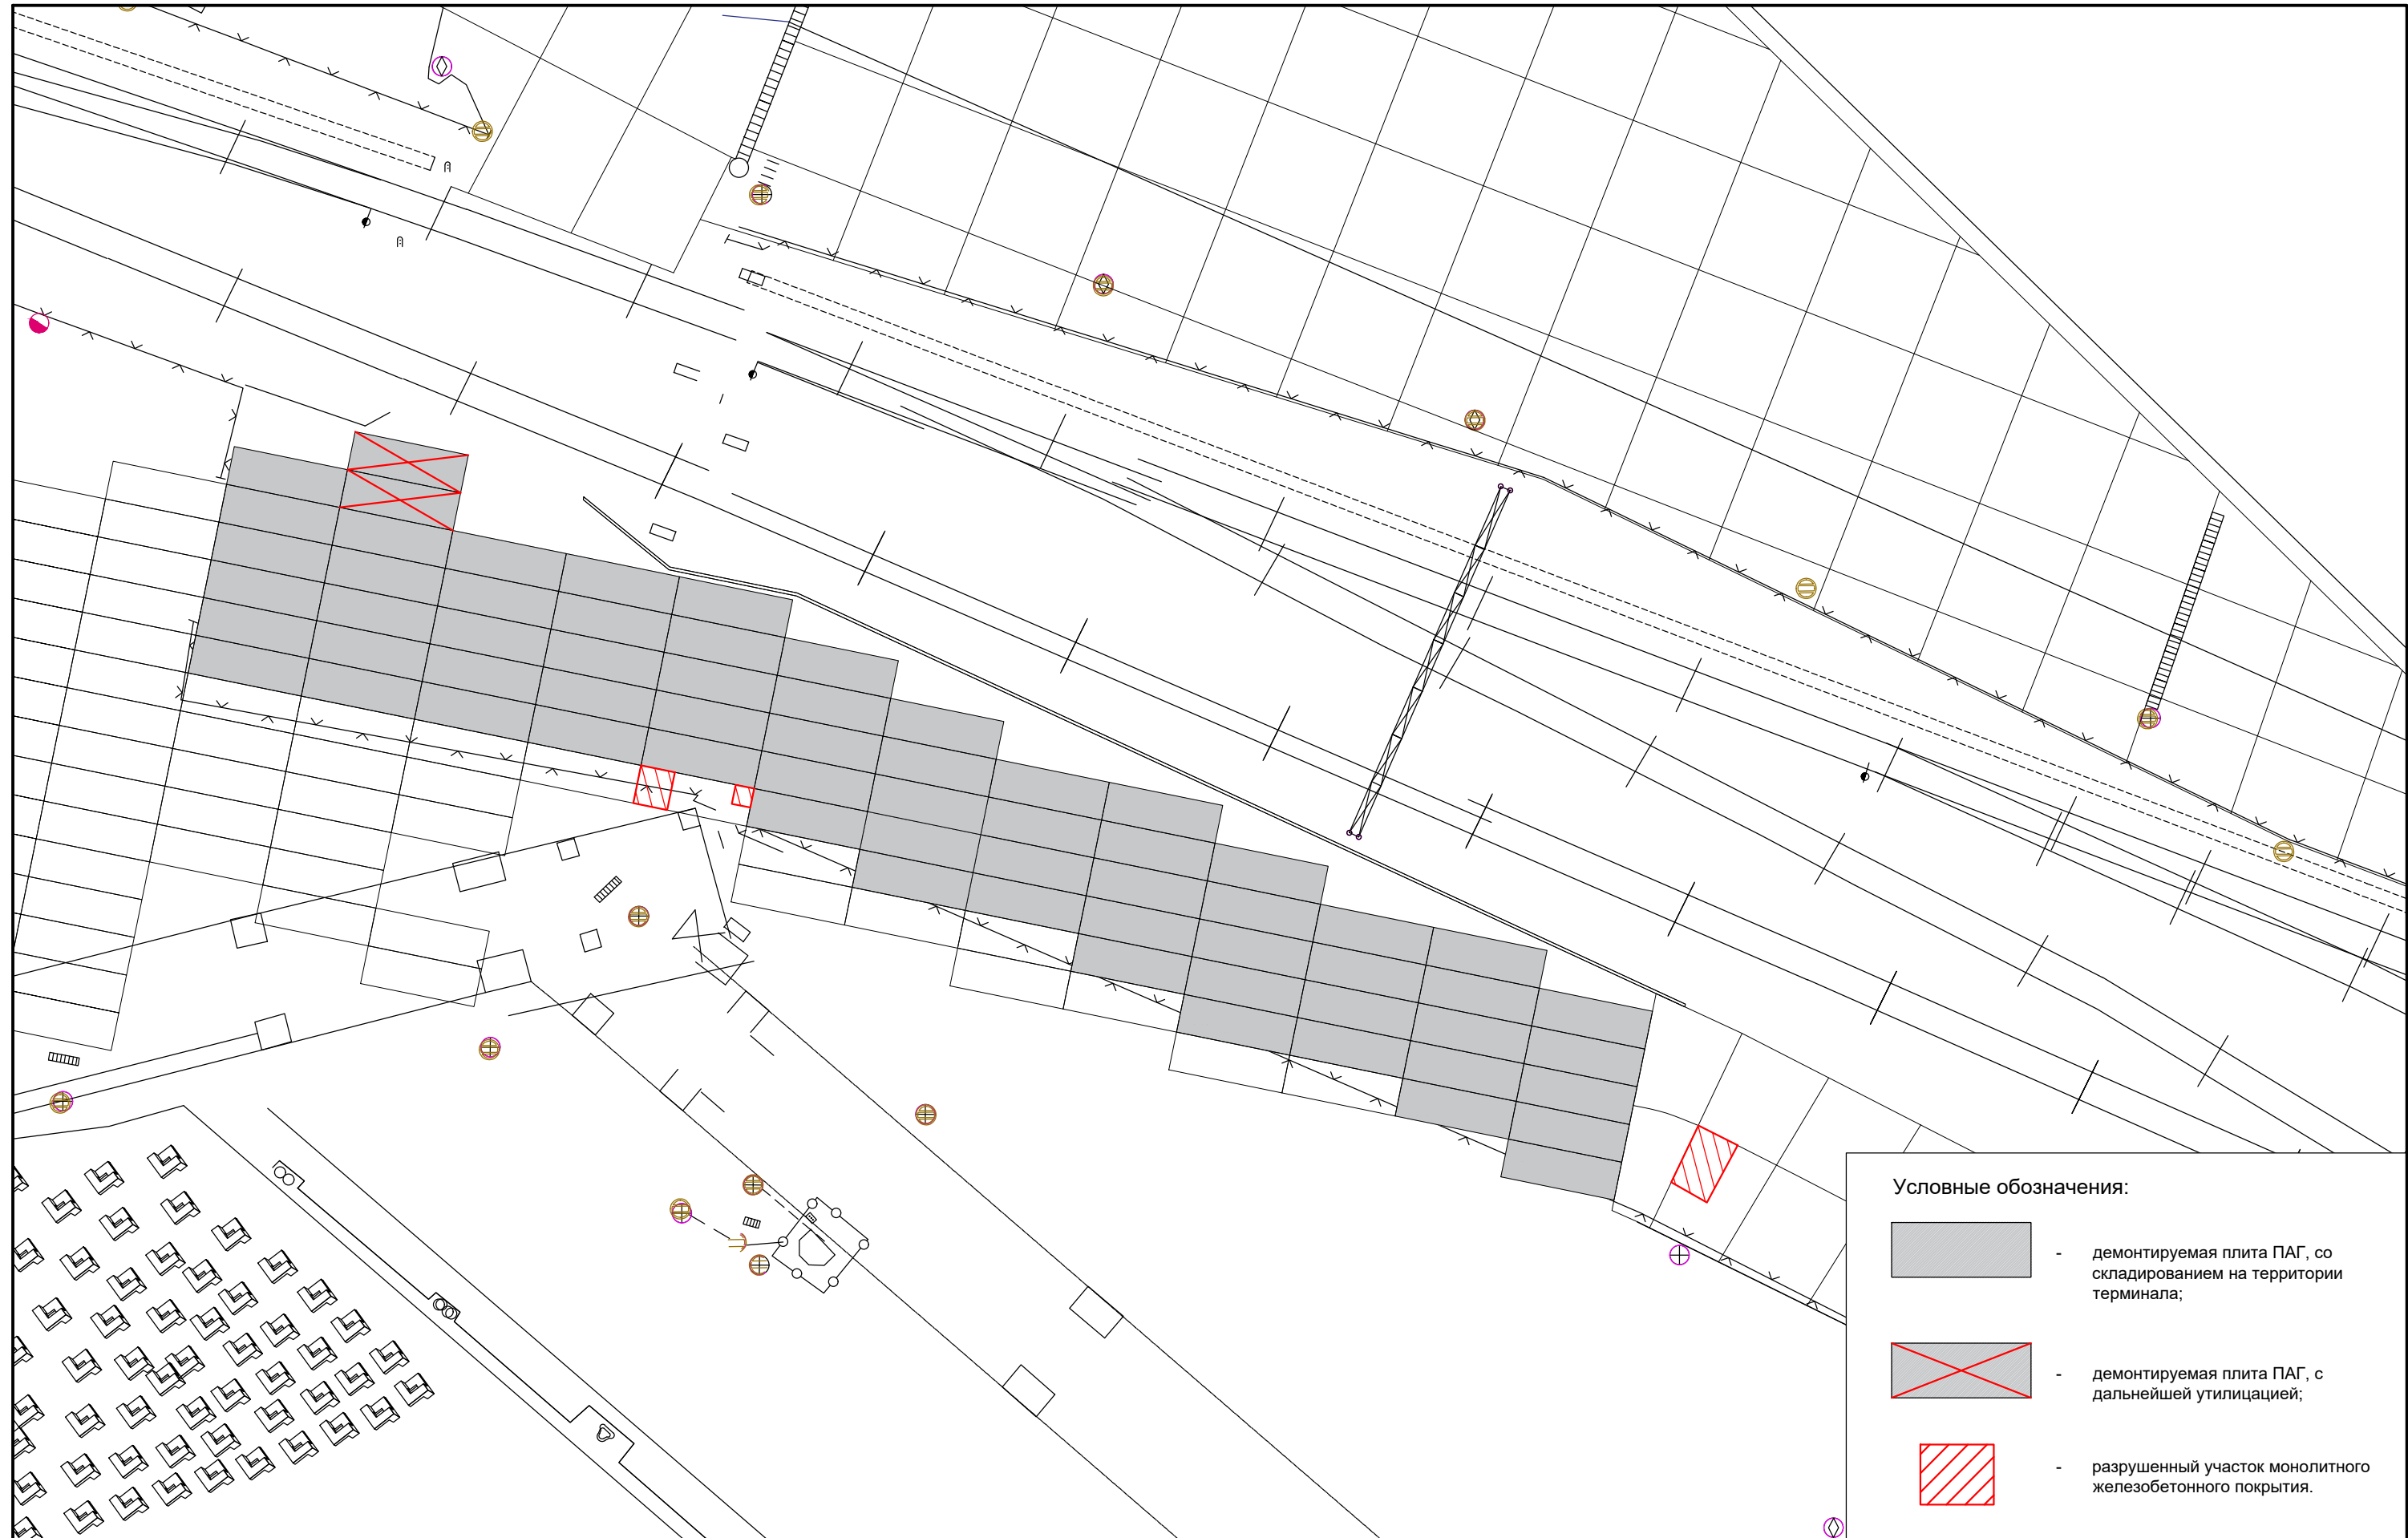 Условные обозначения:
- демонтируемая плита ПАГ, со
складированием на территории
терминала;
- демонтируемая плита ПАГ, с
дальнейшей утилицацией;
- разрушенный участок монолитного
железобетонного покрытия.